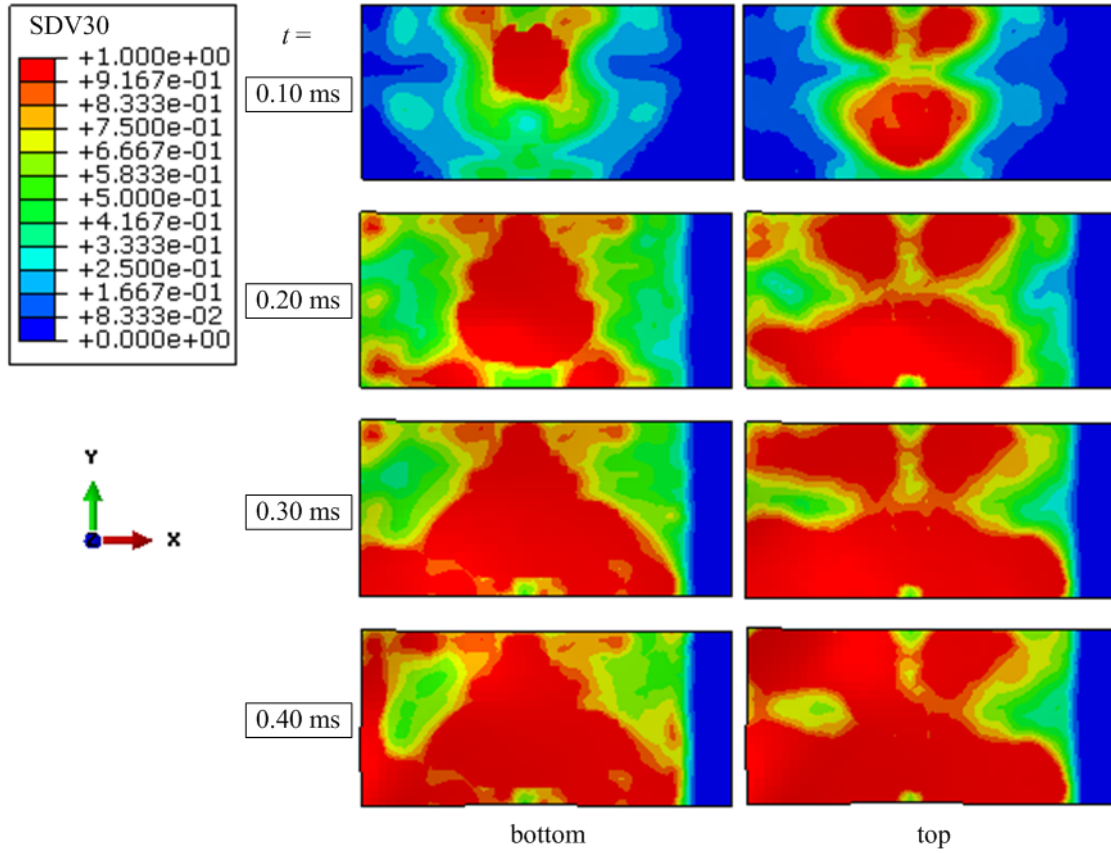 SDV30
+1.000e+00
+9.167e-01
+8.333e-01
+7.500e-01
+6.667e-01
+5.833e-01
+5.000e-01
+4.167e-01
+3.333e-01
+2.500e-01
+1.667e-01
+8.333e-02
+0.000e+00
t =
0.10 ms
0.20 ms
Y
X
0.30 ms
0.40 ms
bottom top